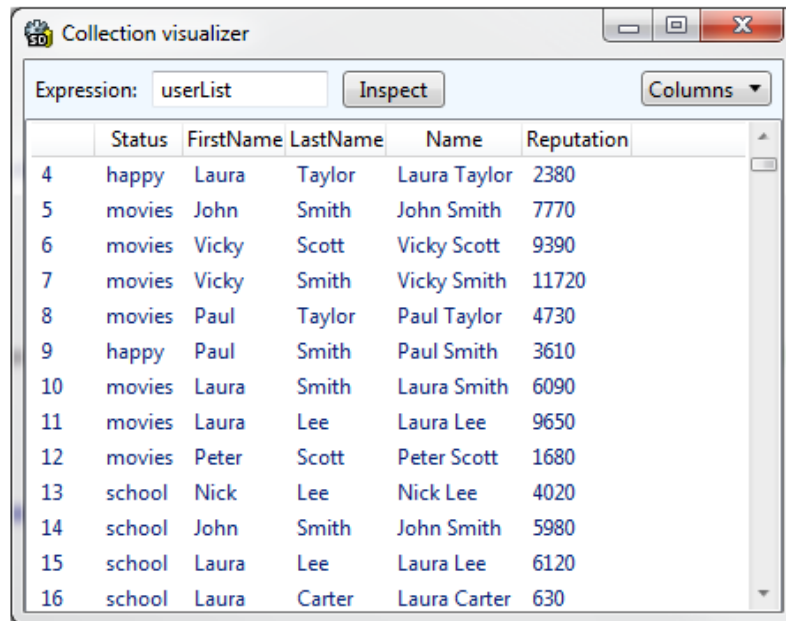 Collection visualizer
Expression: userList Inspect Columns
Status FirstName LastName Name Reputation
4 happy Laura Taylor Laura Taylor 2380
5 movies John Smith John Smith 7770
6 movies Vicky Scott Vicky Scott 9390
7 movies Vicky Smith Vicky Smith 11720
8 movies Paul Taylor Paul Taylor 4730
9 happy Paul Smith Paul Smith 3610
10 movies Laura Smith Laura Smith 6090
11 movies Laura Lee Laura Lee 9650
12 movies Peter Scott Peter Scott 1680
13 school Nick Lee Nick Lee 4020
14 school John Smith John Smith 5980
15 school Laura Lee Laura Lee 6120
16 school Laura Carter Laura Carter 630